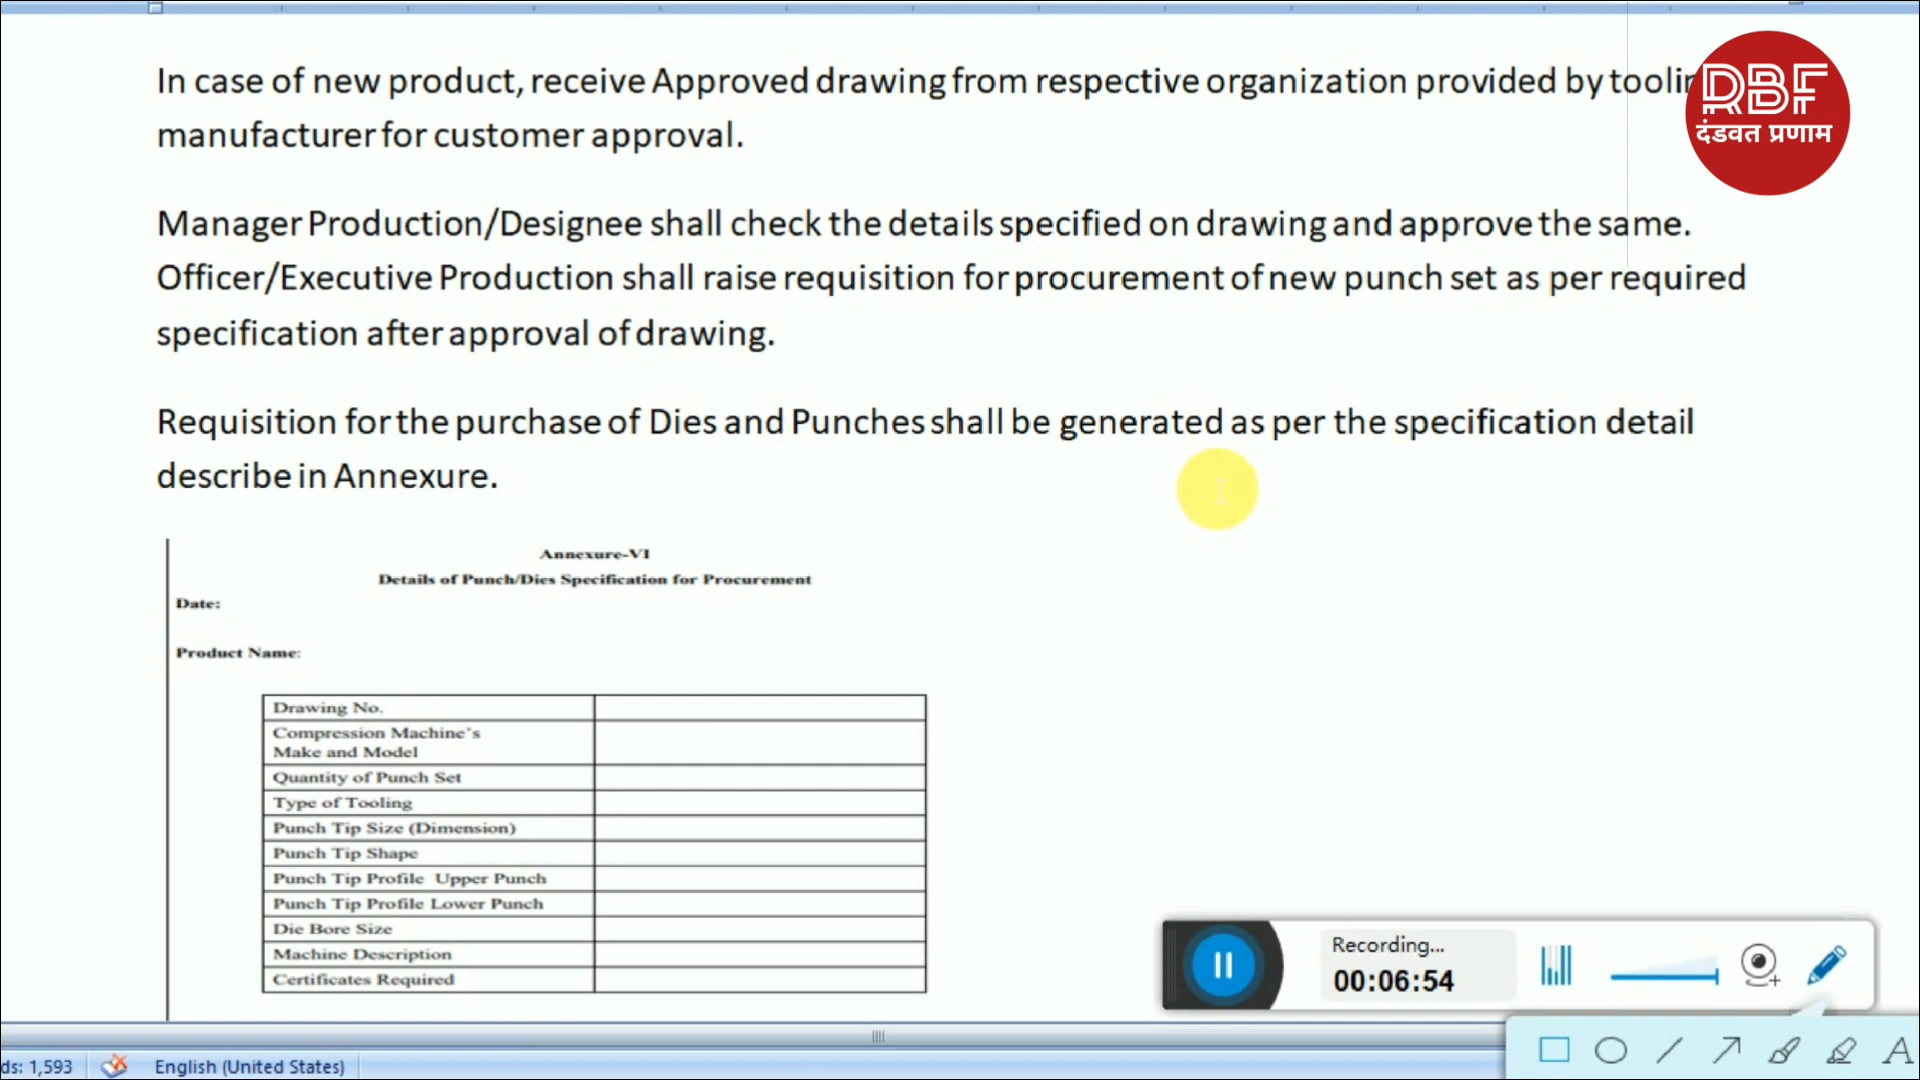 In case of new product, receive Approved drawing from respective organization provided by
manufacturer for customer approval.
RBF
दंडवत प्रणाम
Manager Production/Designee shall check the details specified on drawing and approve the same.
Officer/Executive Production shall raise requisition for procurement of new punch set as per required
specification after approval of drawing.
Requisition for the purchase of Dies and Punches shall be generated as per the specification detail
describe in Annexure.
Annexure-VI
Details of Punch/Dies Specification for Procurement
Date:
Product Name:
Drawing No.
Compression Machine's
Make and Model
Quantity of Punch Set
Type of Tooling
Punch Tip Size (Dimension)
Punch Tip Shape
Punch Tip Profile Upper Punch
Punch Tip Profile Lower Punch
Die Bore Size
Machine Description
Certificates Required
Recording...
00:06:54
ds: 1,593
English (United States)
A